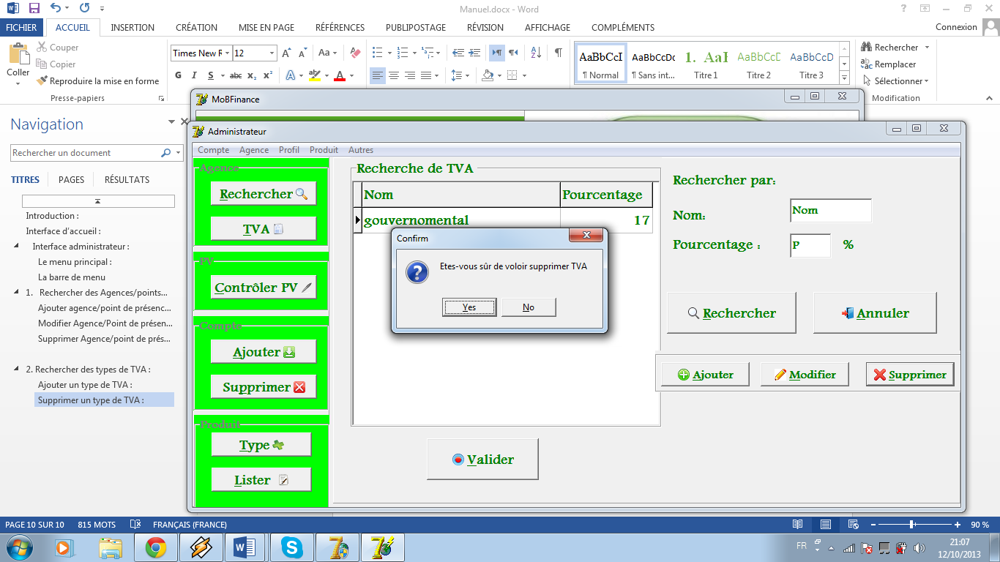 Manuel.docx - Word
FICHIER ACCUEIL INSERTION CRÉATION MISE EN PAGE RÉFÉRENCES PUBLIPOSTAGE RÉVISION AFFICHAGE COMPLÉMENTS Connexion
Coller
Couper
Copier
Reproduire la mise en forme
Presse-papiers
Times New R 12
G I S abc x₂ x²
AaBbCcI AaBbCcDc 1. AaI AaBbCcD AaBbCcD
¶ Normal ¶ Sans int... Titre 1 Titre 2 Titre 3
Rechercher
Remplacer
Sélectionner
Modification
Navigation
Rechercher un document
TITRES PAGES RÉSULTATS
Introduction :
Interface d'accueil :
Interface administrateur :
Le menu principal :
La barre de menu
1. Rechercher des Agences/points...
Ajouter agence/point de présenc...
Modifier Agence/Point de présen...
Supprimer Agence/point de prés...
2. Rechercher des types de TVA :
Ajouter un type de TVA :
Supprimer un type de TVA :
MoBFinance
Administrateur
Compte Agence Profil Produit Autres
Agence
Rechercher
TVA
PV
Contrôler PV
Compte
Ajouter
Supprimer
Produit
Type
Lister
Recherche de TVA
Nom Pourcentage
gouvernomental 17
Confirm
Etes-vous sûr de voloir supprimer TVA
Yes No
Valider
Rechercher par:
Nom: Nom
Pourcentage : P %
Rechercher Annuler
Ajouter Modifier Supprimer
PAGE 10 SUR 10 815 MOTS FRANÇAIS (FRANCE) 90 %
FR 21:07
12/10/2013